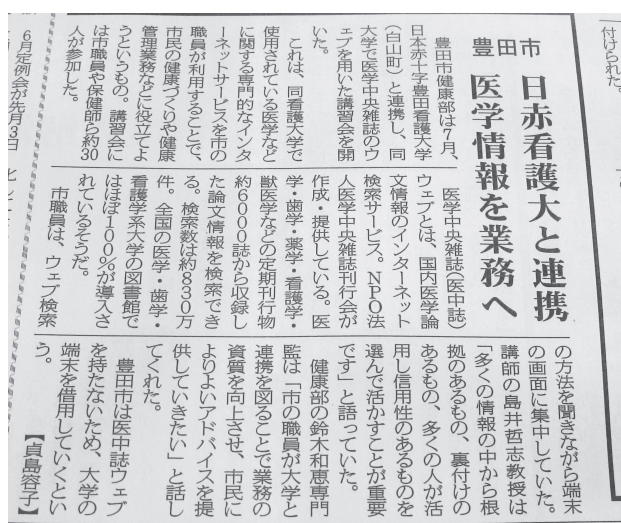 付けられた。
豊田市
日赤看護大と連携
医学情報を業務へ
豊田市健康部は7月、
日本赤十字豊田看護大学
(白山町)と連携し、同
大学で医学中央雑誌のウ
ェブを用いた講習会を開
いた。
これは、同看護大学で
使用されている医学など
に関する専門的なインタ
ーネットサービスを市の
職員が利用することで、
市民の健康づくりや健康
管理業務などに役立てよ
うというもの。講習会に
は市職員や保健師ら約30
人が参加した。
医学中央雑誌(医中誌)
ウェブとは、国内医学論
文情報のインターネット
検索サービス。NPO法
人医学中央雑誌刊行会が
作成・提供している。医
学・歯学・薬学・看護学・
獣医学などの定期刊行物
約6000誌から収録し
た論文情報を検索でき
る。検索数は約830万
件。全国の医学・歯学・
看護学系大学の図書館で
はほぼ100%が導入さ
れているそうだ。
市職員は、ウェブ検索
の方法を聞きながら端末
の画面に集中していた。
講師の島井哲志教授は
「多くの情報の中から根
拠のあるもの、裏付けの
あるもの、多くの人が活
用し信用性のあるものを
選んで活かすことが重要
です」と語っていた。
健康部の鈴木和恵専門
監は「市の職員が大学と
連携を図ることで業務の
資質を向上させ、市民に
よりよいアドバイスを提
供していきたい」と話し
てくれた。
豊田市は医中誌ウェブ
を持たないため、大学の
端末を借用していくとい
う。
【貞島容子】
6月定例会が先月3日